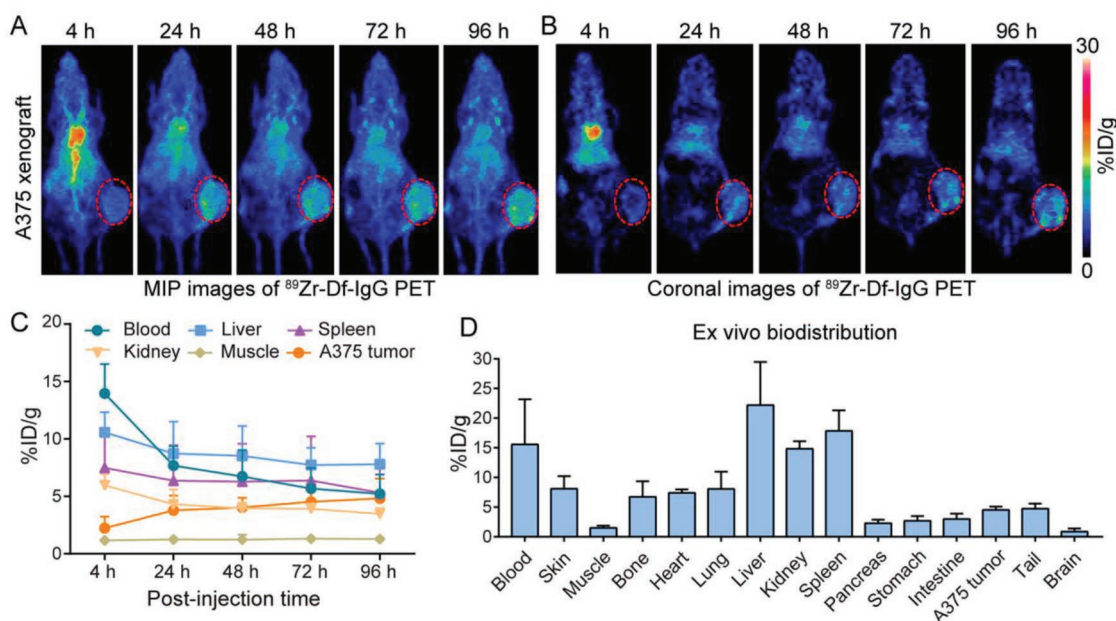 A
4 h 24 h 48 h 72 h 96 h
A375 xenograft
MIP images of ⁸⁹Zr-Df-IgG PET
B
4 h 24 h 48 h 72 h 96 h
Coronal images of ⁸⁹Zr-Df-IgG PET
30
%ID/g
0
C
Blood Liver Spleen
Kidney Muscle A375 tumor
20
15
10
5
0
%ID/g
4 h 24 h 48 h 72 h 96 h
Post-injection time
D
Ex vivo biodistribution
30
25
20
15
10
5
0
%ID/g
Blood
Skin
Muscle
Bone
Heart
Lung
Liver
Kidney
Spleen
Pancreas
Stomach
Intestine
A375 tumor
Tail
Brain